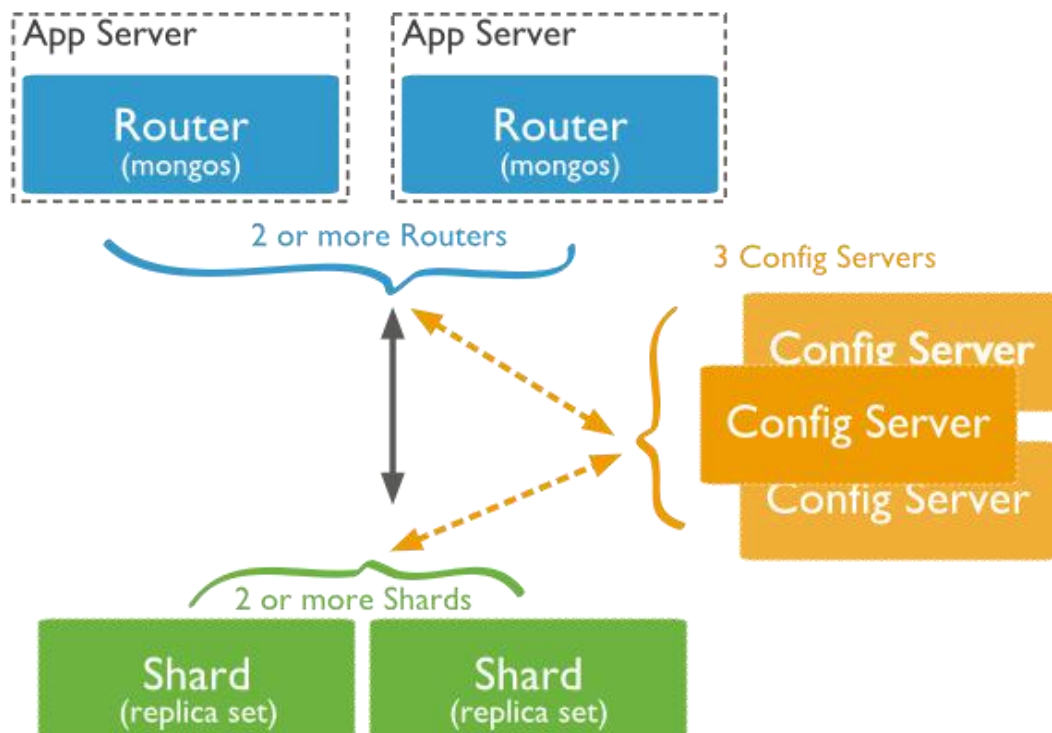 App Server
App Server
Router
(mongos)
Router
(mongos)
2 or more Routers
3 Config Servers
Config Server
Config Server
Config Server
2 or more Shards
Shard
(replica set)
Shard
(replica set)